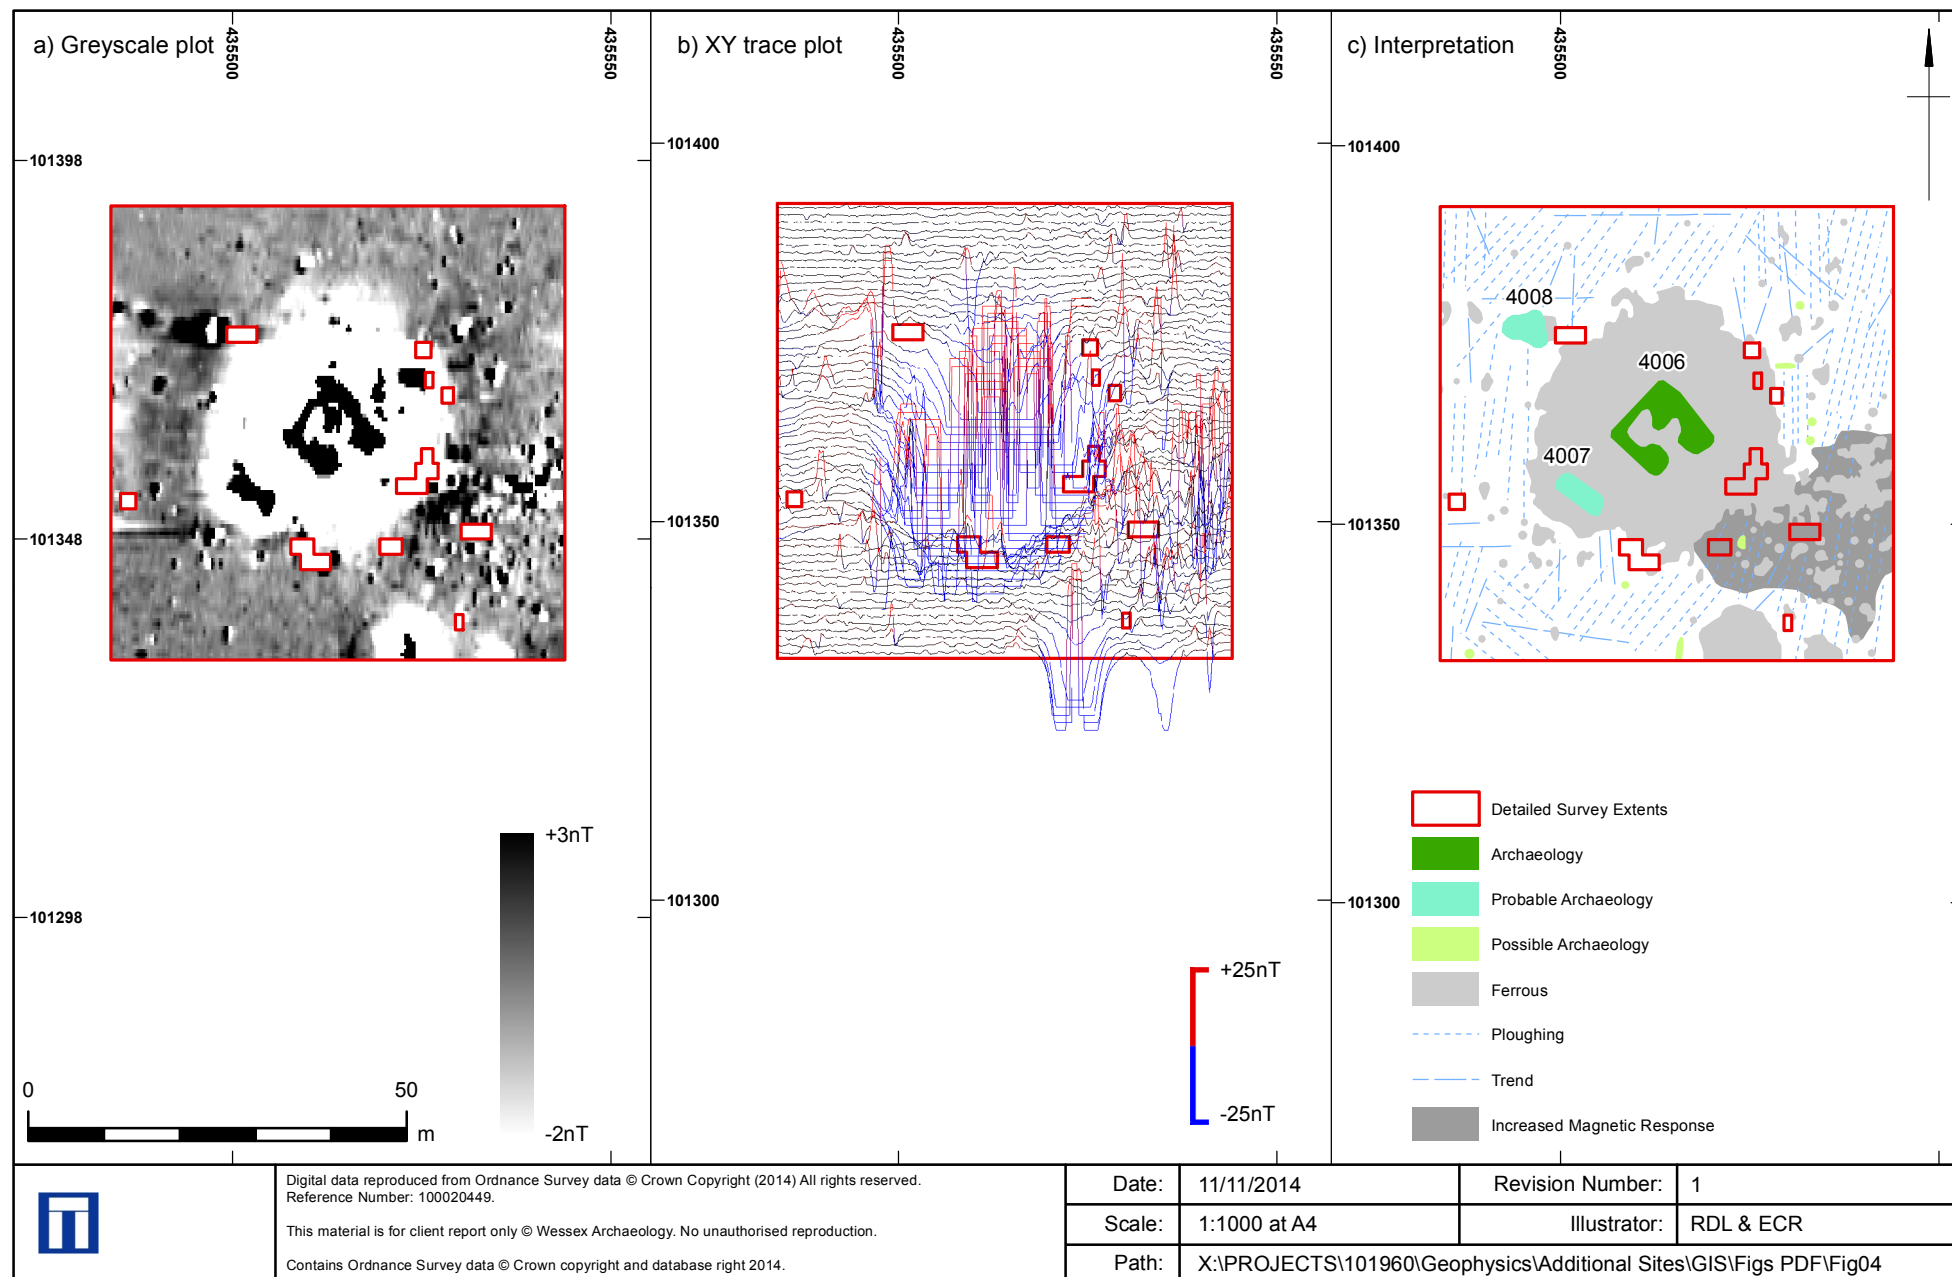 a) Greyscale plot
435500
435550
101398
101348
101298
0
50
m
+3nT
-2nT
b) XY trace plot
435500
435550
101400
101350
101300
+25nT
-25nT
c) Interpretation
435500
101400
101350
101300
4008
4006
4007
Detailed Survey Extents
Archaeology
Probable Archaeology
Possible Archaeology
Ferrous
Ploughing
Trend
Increased Magnetic Response
Digital data reproduced from Ordnance Survey data © Crown Copyright (2014) All rights reserved.
Reference Number: 100020449.
This material is for client report only © Wessex Archaeology. No unauthorised reproduction.
Contains Ordnance Survey data © Crown copyright and database right 2014.
Date: 11/11/2014 Revision Number: 1
Scale: 1:1000 at A4 Illustrator: RDL & ECR
Path: X:\PROJECTS\101960\Geophysics\Additional Sites\GIS\Figs PDF\Fig04